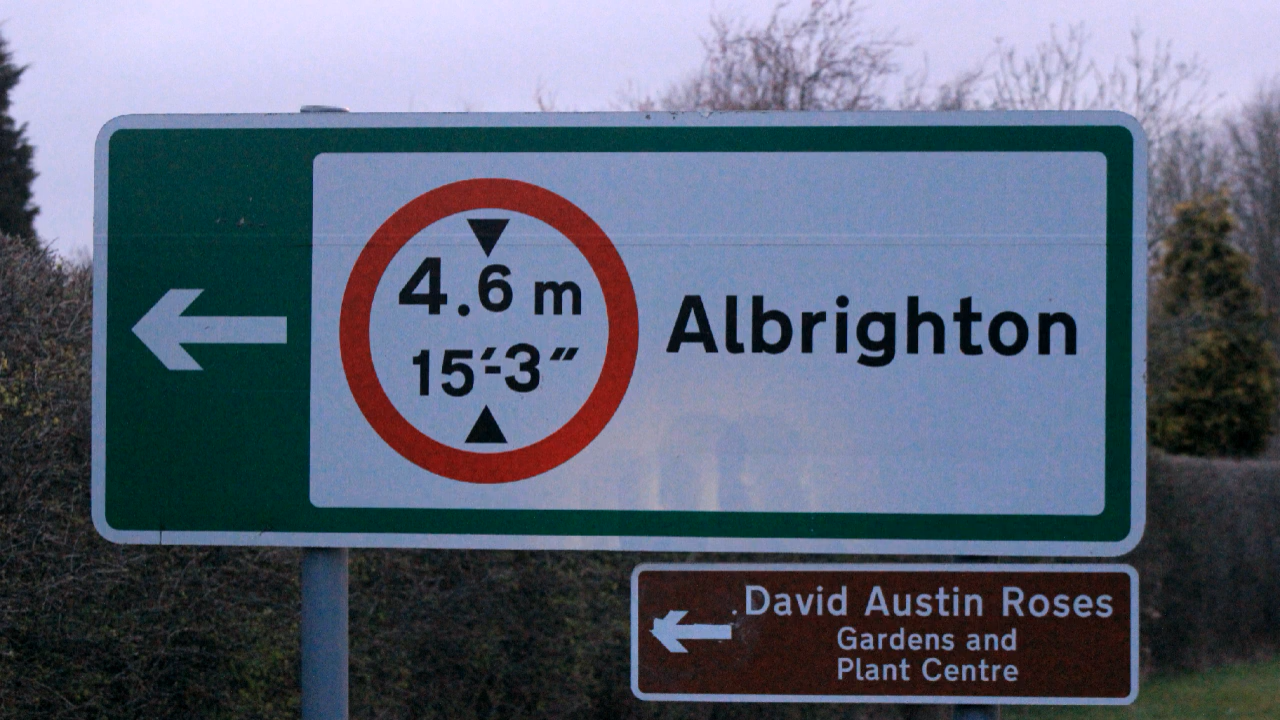 4.6 m
15'-3"
Albrighton
David Austin Roses
Gardens and
Plant Centre